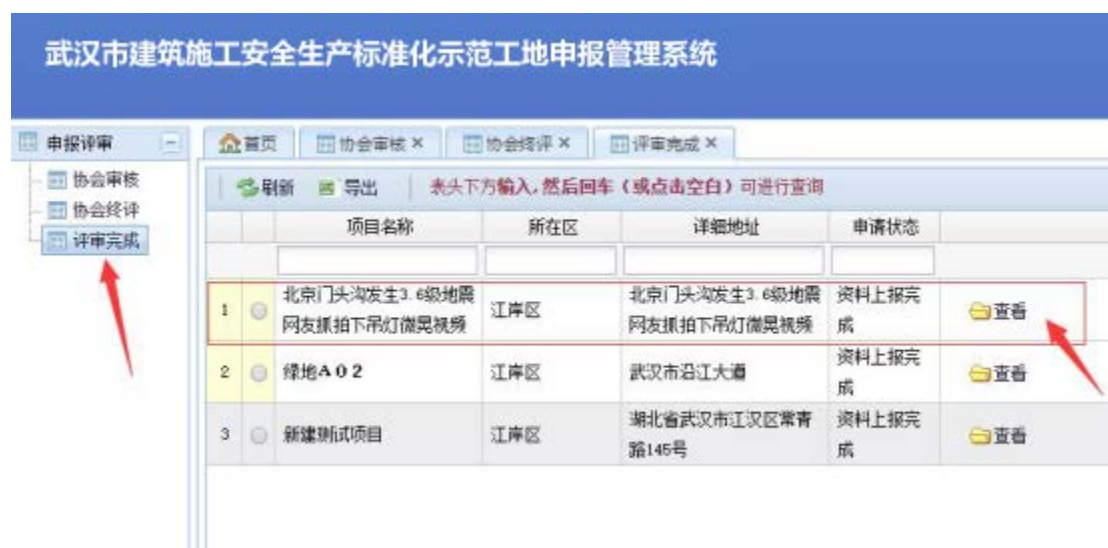 武汉市建筑施工安全生产标准化示范工地申报管理系统
申报评审
首页 协会审核 × 协会终评 × 评审完成 ×
协会审核
协会终评
评审完成
刷新 导出 表头下方输入,然后回车(或点击空白)可进行查询
项目名称 所在区 详细地址 申请状态
1 北京门头沟发生3.6级地震 江岸区 北京门头沟发生3.6级地震 资料上报完 查看
网友抓拍下吊灯微晃视频 网友抓拍下吊灯微晃视频 成
2 绿地A02 江岸区 武汉市沿江大道 资料上报完 查看
成
3 新建测试项目 江岸区 湖北省武汉市江汉区常青 资料上报完 查看
路145号 成